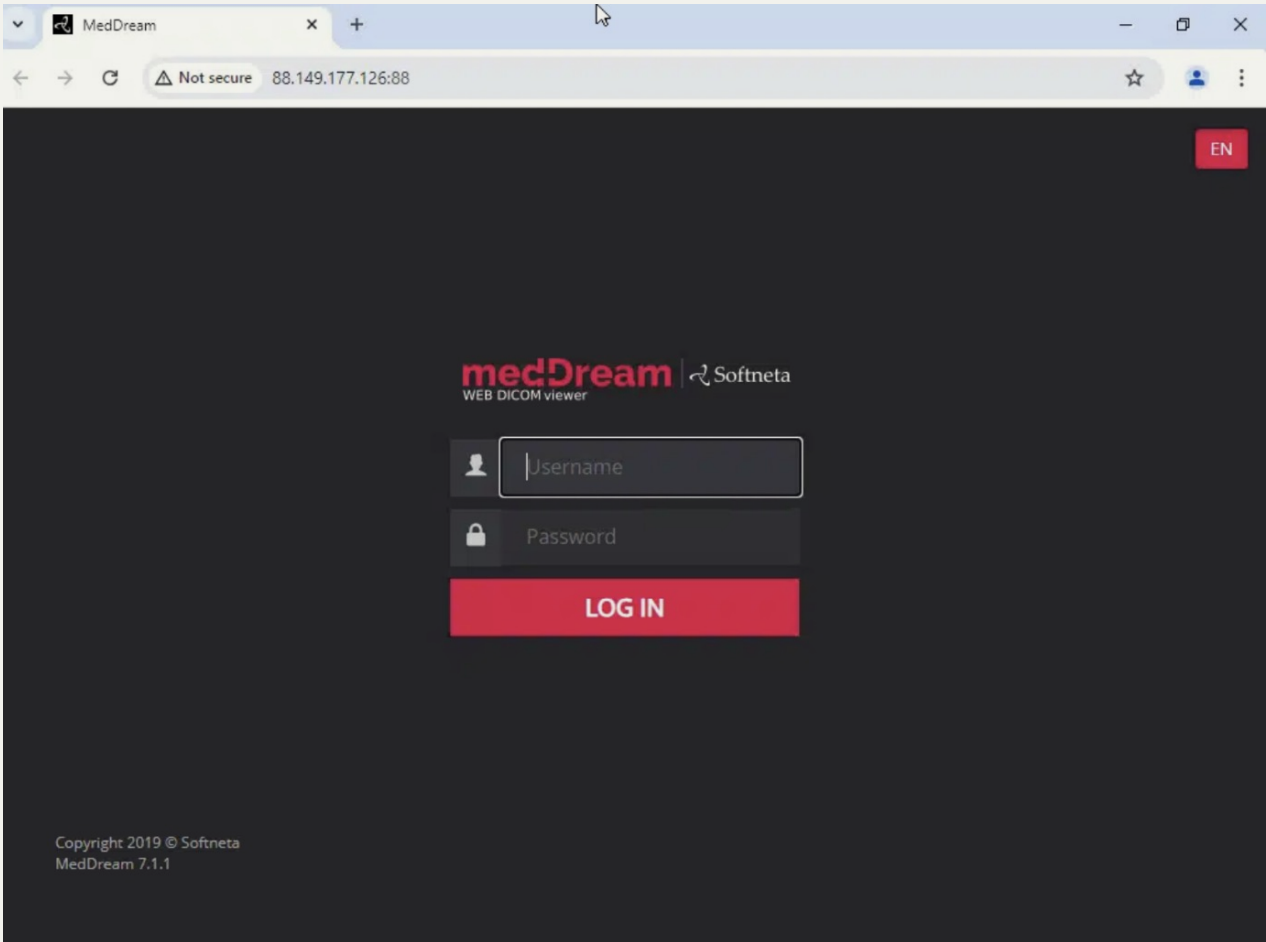 MedDream
Not secure 88.149.177.126:88
EN
medDream Softneta
WEB DICOM viewer
Username
Password
LOG IN
Copyright 2019 © Softneta
MedDream 7.1.1